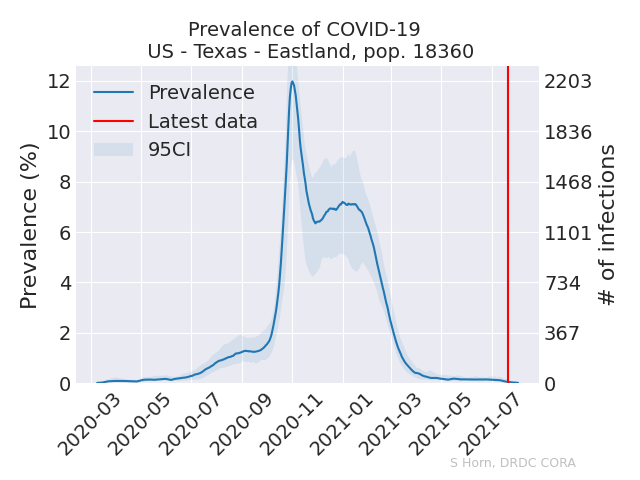 Prevalence of COVID-19
US - Texas - Eastland, pop. 18360
Prevalence
Latest data
95CI
Prevalence (%)
12
10
8
6
4
2
0
2203
1836
1468
1101
734
367
0
# of infections
2020-03
2020-05
2020-07
2020-09
2020-11
2021-01
2021-03
2021-05
2021-07
S Horn, DRDC CORA